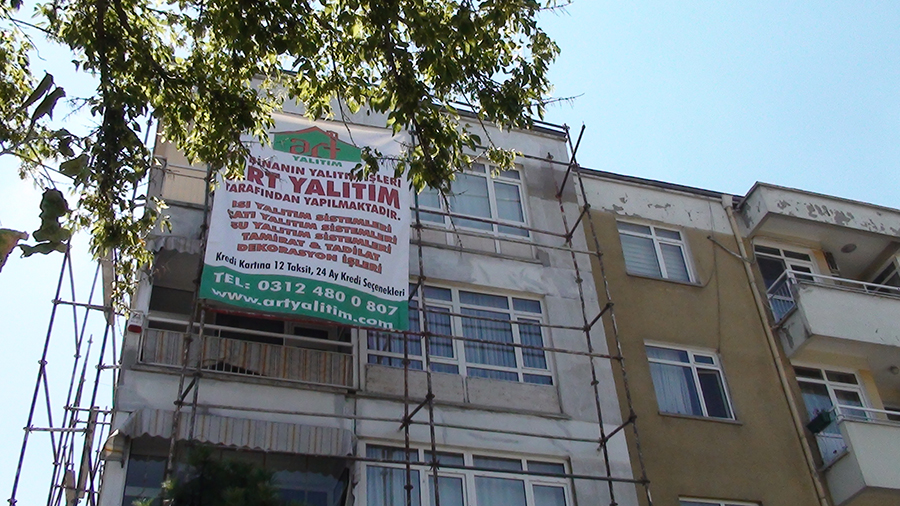 art
YALITIM
BİNANIN YALITIM İŞLERİ
ART YALITIM
TARAFINDAN YAPILMAKTADIR.
ISI YALITIM SİSTEMLERİ
ÇATI YALITIM SİSTEMLERİ
SU YALITIM SİSTEMLERİ
TAMİRAT & TADİLAT
DEKORASYON İŞLERİ
Kredi Kartına 12 Taksit, 24 Ay Kredi Seçenekleri
TEL: 0312 480 0 807
www.artyalitim.com